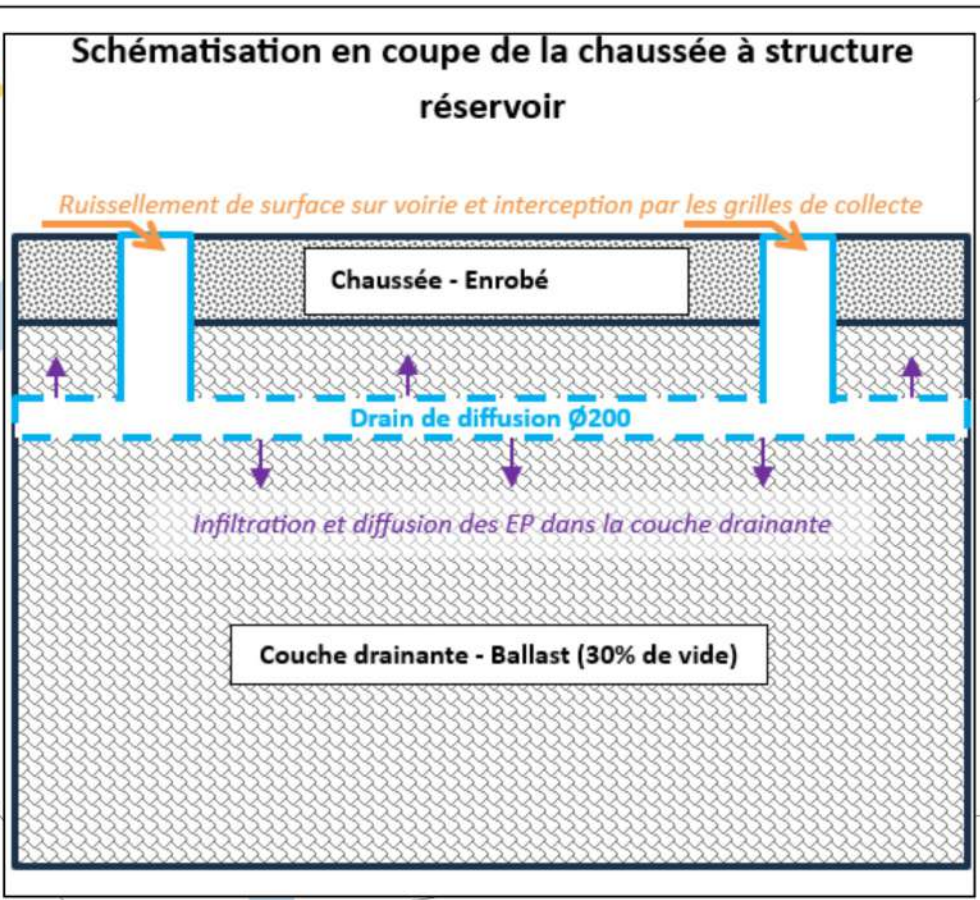 Schématisation en coupe de la chaussée à structure
réservoir
Ruissellement de surface sur voirie et interception par les grilles de collecte
Chaussée - Enrobé
Drain de diffusion Ø200
Infiltration et diffusion des EP dans la couche drainante
Couche drainante - Ballast (30% de vide)